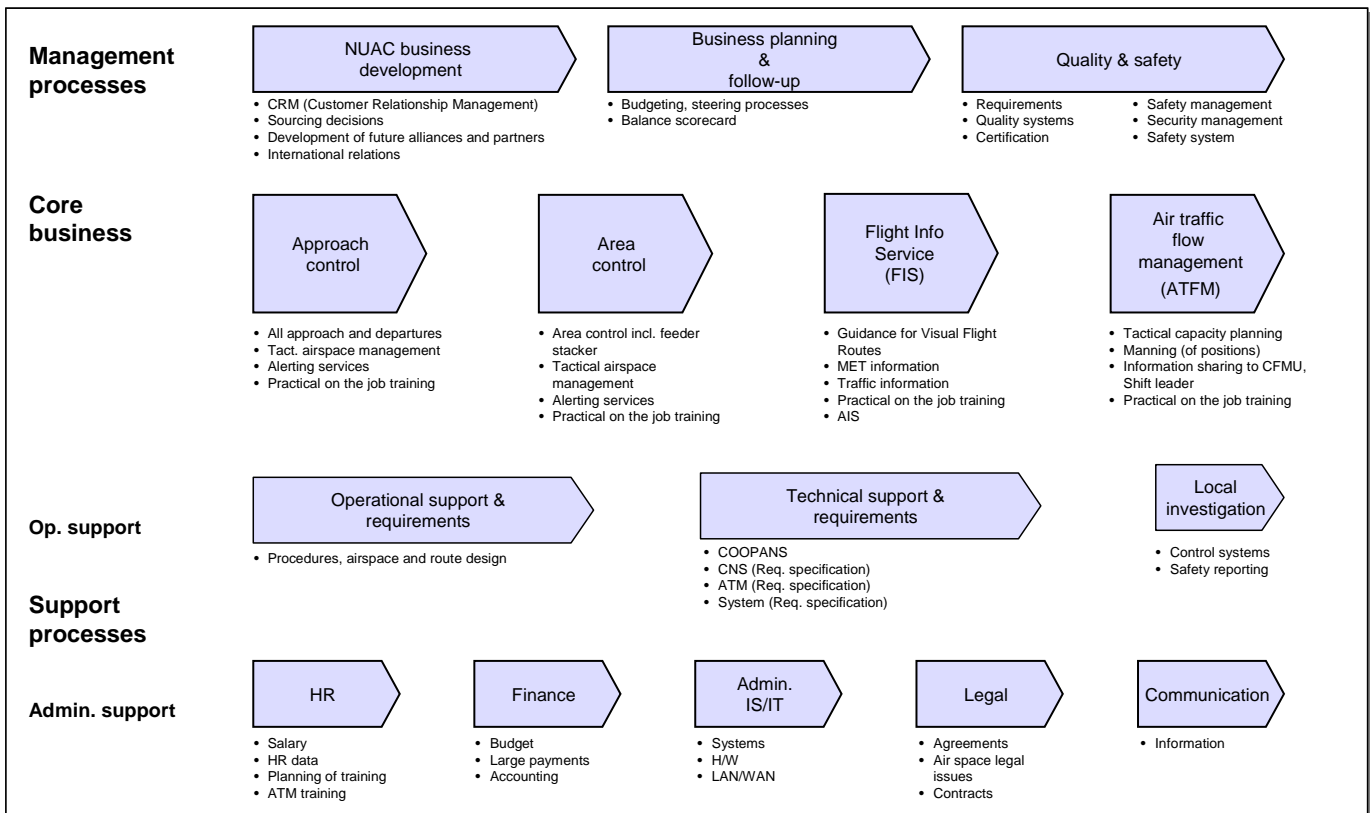 Management
processes
NUAC business
development
• CRM (Customer Relationship Management)
• Sourcing decisions
• Development of future alliances and partners
• International relations
Business planning
&
follow-up
• Budgeting, steering processes
• Balance scorecard
Quality & safety
• Requirements
• Quality systems
• Certification
• Safety management
• Security management
• Safety system
Core
business
Approach
control
• All approach and departures
• Tact. airspace management
• Alerting services
• Practical on the job training
Area
control
• Area control incl. feeder
stacker
• Tactical airspace
management
• Alerting services
• Practical on the job training
Flight Info
Service
(FIS)
• Guidance for Visual Flight
Routes
• MET information
• Traffic information
• Practical on the job training
• AIS
Air traffic
flow
management
(ATFM)
• Tactical capacity planning
• Manning (of positions)
• Information sharing to CFMU,
Shift leader
• Practical on the job training
Op. support
Operational support &
requirements
• Procedures, airspace and route design
Technical support &
requirements
• COOPANS
• CNS (Req. specification)
• ATM (Req. specification)
• System (Req. specification)
Local
investigation
• Control systems
• Safety reporting
Support
processes
Admin. support
HR
• Salary
• HR data
• Planning of training
• ATM training
Finance
• Budget
• Large payments
• Accounting
Admin.
IS/IT
• Systems
• H/W
• LAN/WAN
Legal
• Agreements
• Air space legal
issues
• Contracts
Communication
• Information